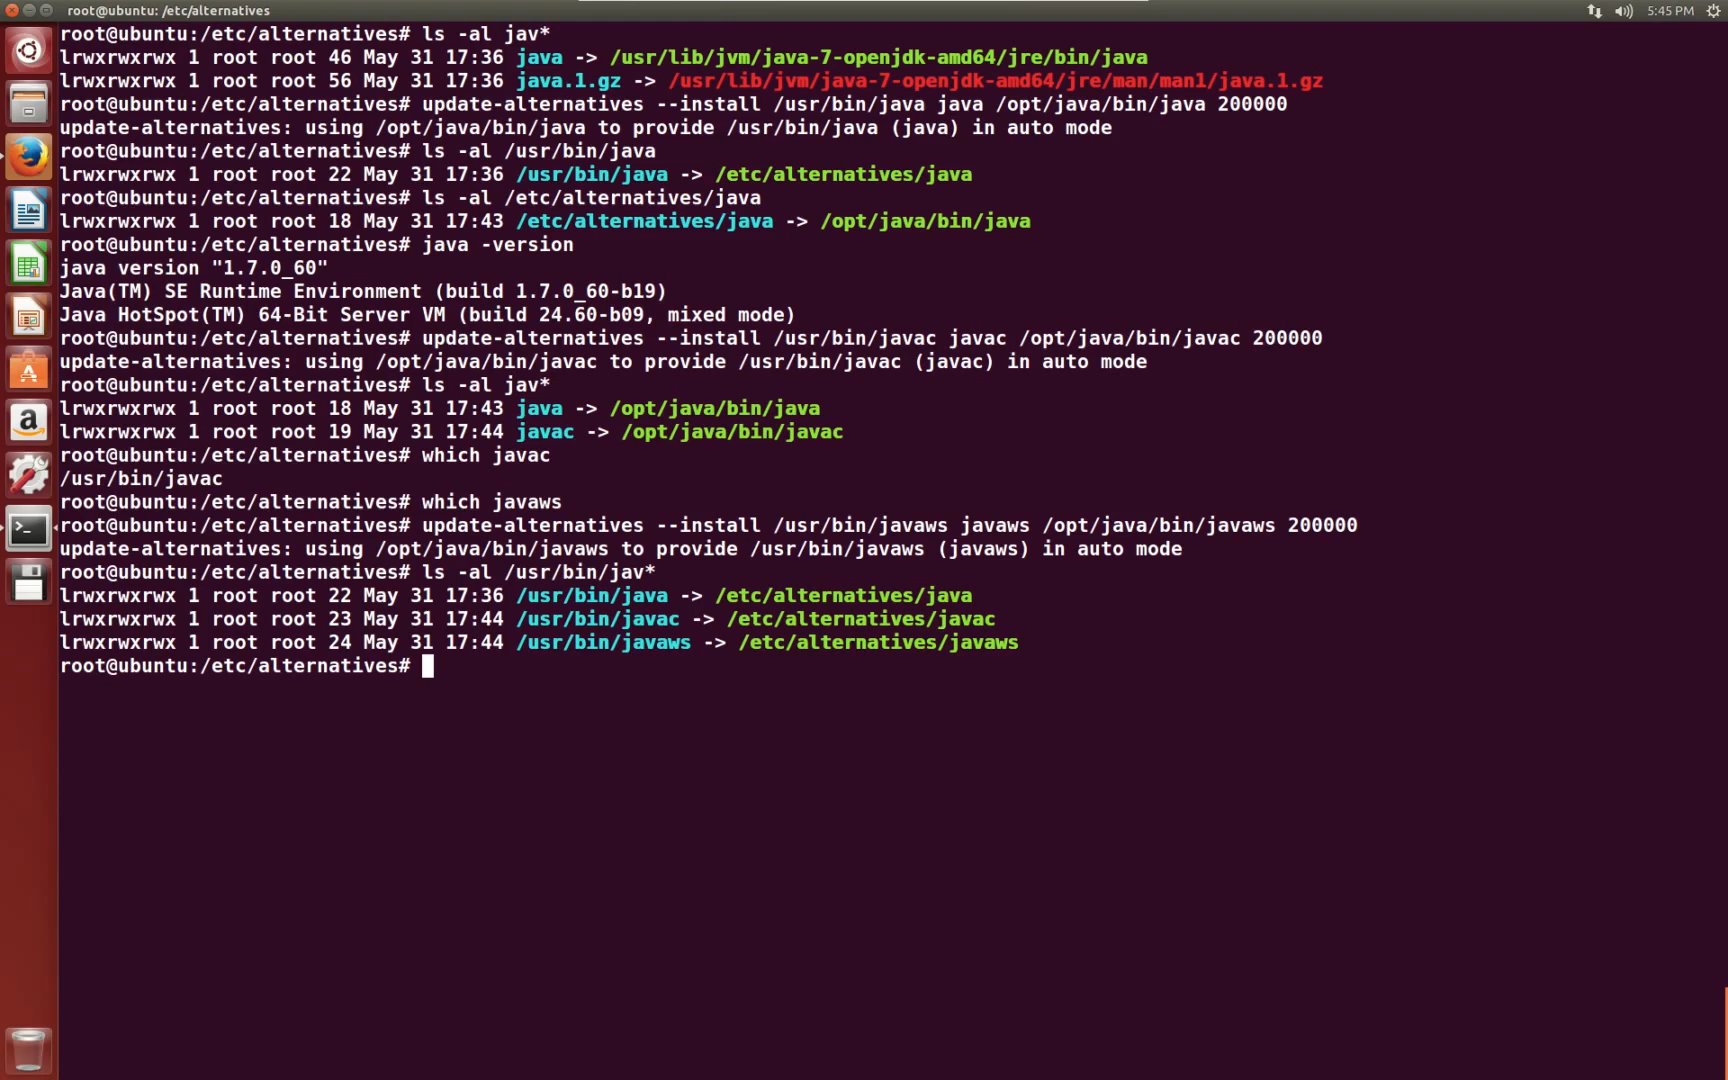 root@ubuntu: /etc/alternatives
5:45 PM
root@ubuntu:/etc/alternatives# ls -al jav*
lrwxrwxrwx 1 root root 46 May 31 17:36 java -> /usr/lib/jvm/java-7-openjdk-amd64/jre/bin/java
lrwxrwxrwx 1 root root 56 May 31 17:36 java.1.gz -> /usr/lib/jvm/java-7-openjdk-amd64/jre/man/man1/java.1.gz
root@ubuntu:/etc/alternatives# update-alternatives --install /usr/bin/java java /opt/java/bin/java 200000
update-alternatives: using /opt/java/bin/java to provide /usr/bin/java (java) in auto mode
root@ubuntu:/etc/alternatives# ls -al /usr/bin/java
lrwxrwxrwx 1 root root 22 May 31 17:36 /usr/bin/java -> /etc/alternatives/java
root@ubuntu:/etc/alternatives# ls -al /etc/alternatives/java
lrwxrwxrwx 1 root root 18 May 31 17:43 /etc/alternatives/java -> /opt/java/bin/java
root@ubuntu:/etc/alternatives# java -version
java version "1.7.0_60"
Java(TM) SE Runtime Environment (build 1.7.0_60-b19)
Java HotSpot(TM) 64-Bit Server VM (build 24.60-b09, mixed mode)
root@ubuntu:/etc/alternatives# update-alternatives --install /usr/bin/javac javac /opt/java/bin/javac 200000
update-alternatives: using /opt/java/bin/javac to provide /usr/bin/javac (javac) in auto mode
root@ubuntu:/etc/alternatives# ls -al jav*
lrwxrwxrwx 1 root root 18 May 31 17:43 java -> /opt/java/bin/java
lrwxrwxrwx 1 root root 19 May 31 17:44 javac -> /opt/java/bin/javac
root@ubuntu:/etc/alternatives# which javac
/usr/bin/javac
root@ubuntu:/etc/alternatives# which javaws
root@ubuntu:/etc/alternatives# update-alternatives --install /usr/bin/javaws javaws /opt/java/bin/javaws 200000
update-alternatives: using /opt/java/bin/javaws to provide /usr/bin/javaws (javaws) in auto mode
root@ubuntu:/etc/alternatives# ls -al /usr/bin/jav*
lrwxrwxrwx 1 root root 22 May 31 17:36 /usr/bin/java -> /etc/alternatives/java
lrwxrwxrwx 1 root root 23 May 31 17:44 /usr/bin/javac -> /etc/alternatives/javac
lrwxrwxrwx 1 root root 24 May 31 17:44 /usr/bin/javaws -> /etc/alternatives/javaws
root@ubuntu:/etc/alternatives#